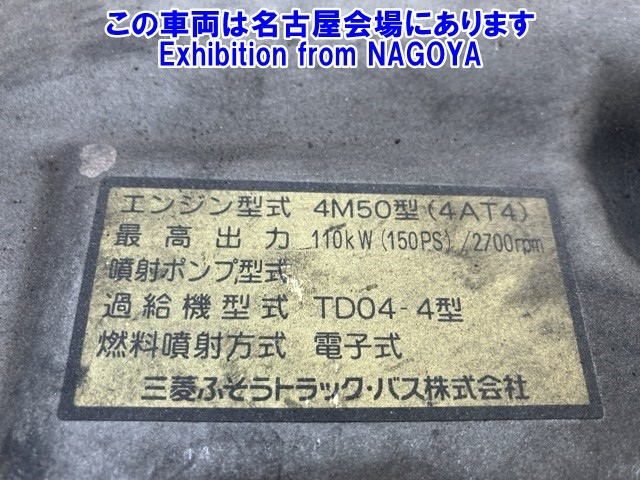 この車両は名古屋会場にあります
Exhibition from NAGOYA
エンジン型式 4M50型(4AT4)
最高出力 110kW(150PS)/2700rpm
噴射ポンプ型式
過給機型式 TD04-4型
燃料噴射方式 電子式
三菱ふそうトラック・バス株式会社